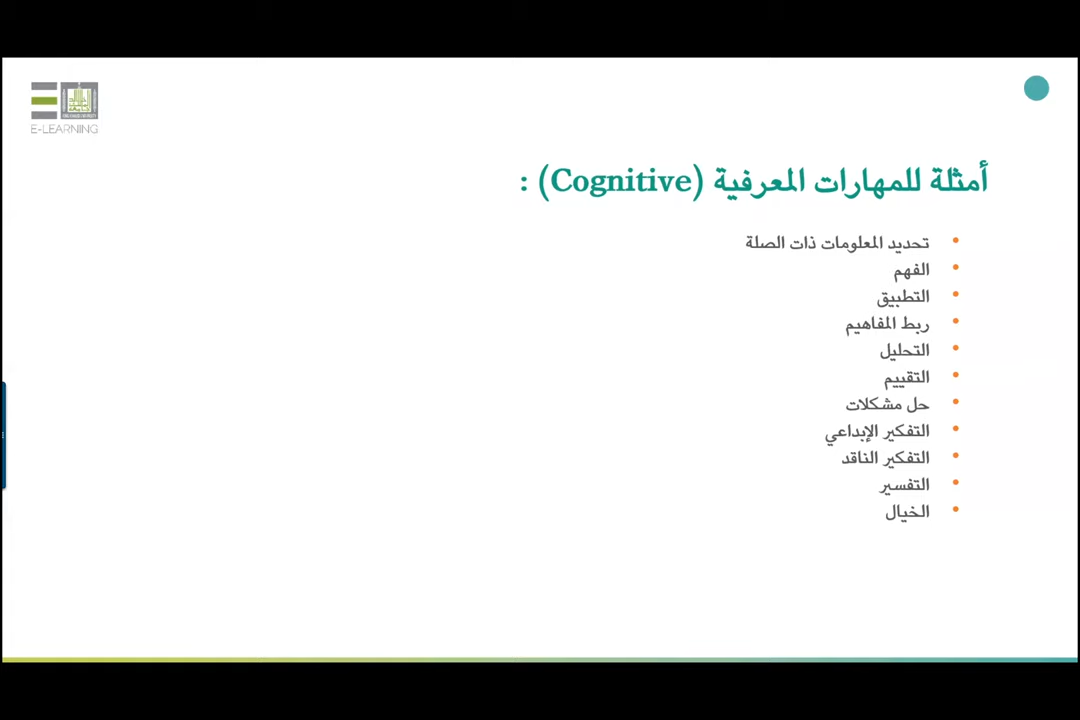 E-LEARNING
أمثلة للمهارات المعرفية (Cognitive) :
• تحديد المعلومات ذات الصلة
• الفهم
• التطبيق
• ربط المفاهيم
• التحليل
• التقييم
• حل مشكلات
• التفكير الإبداعي
• التفكير الناقد
• التفسير
• الخيال